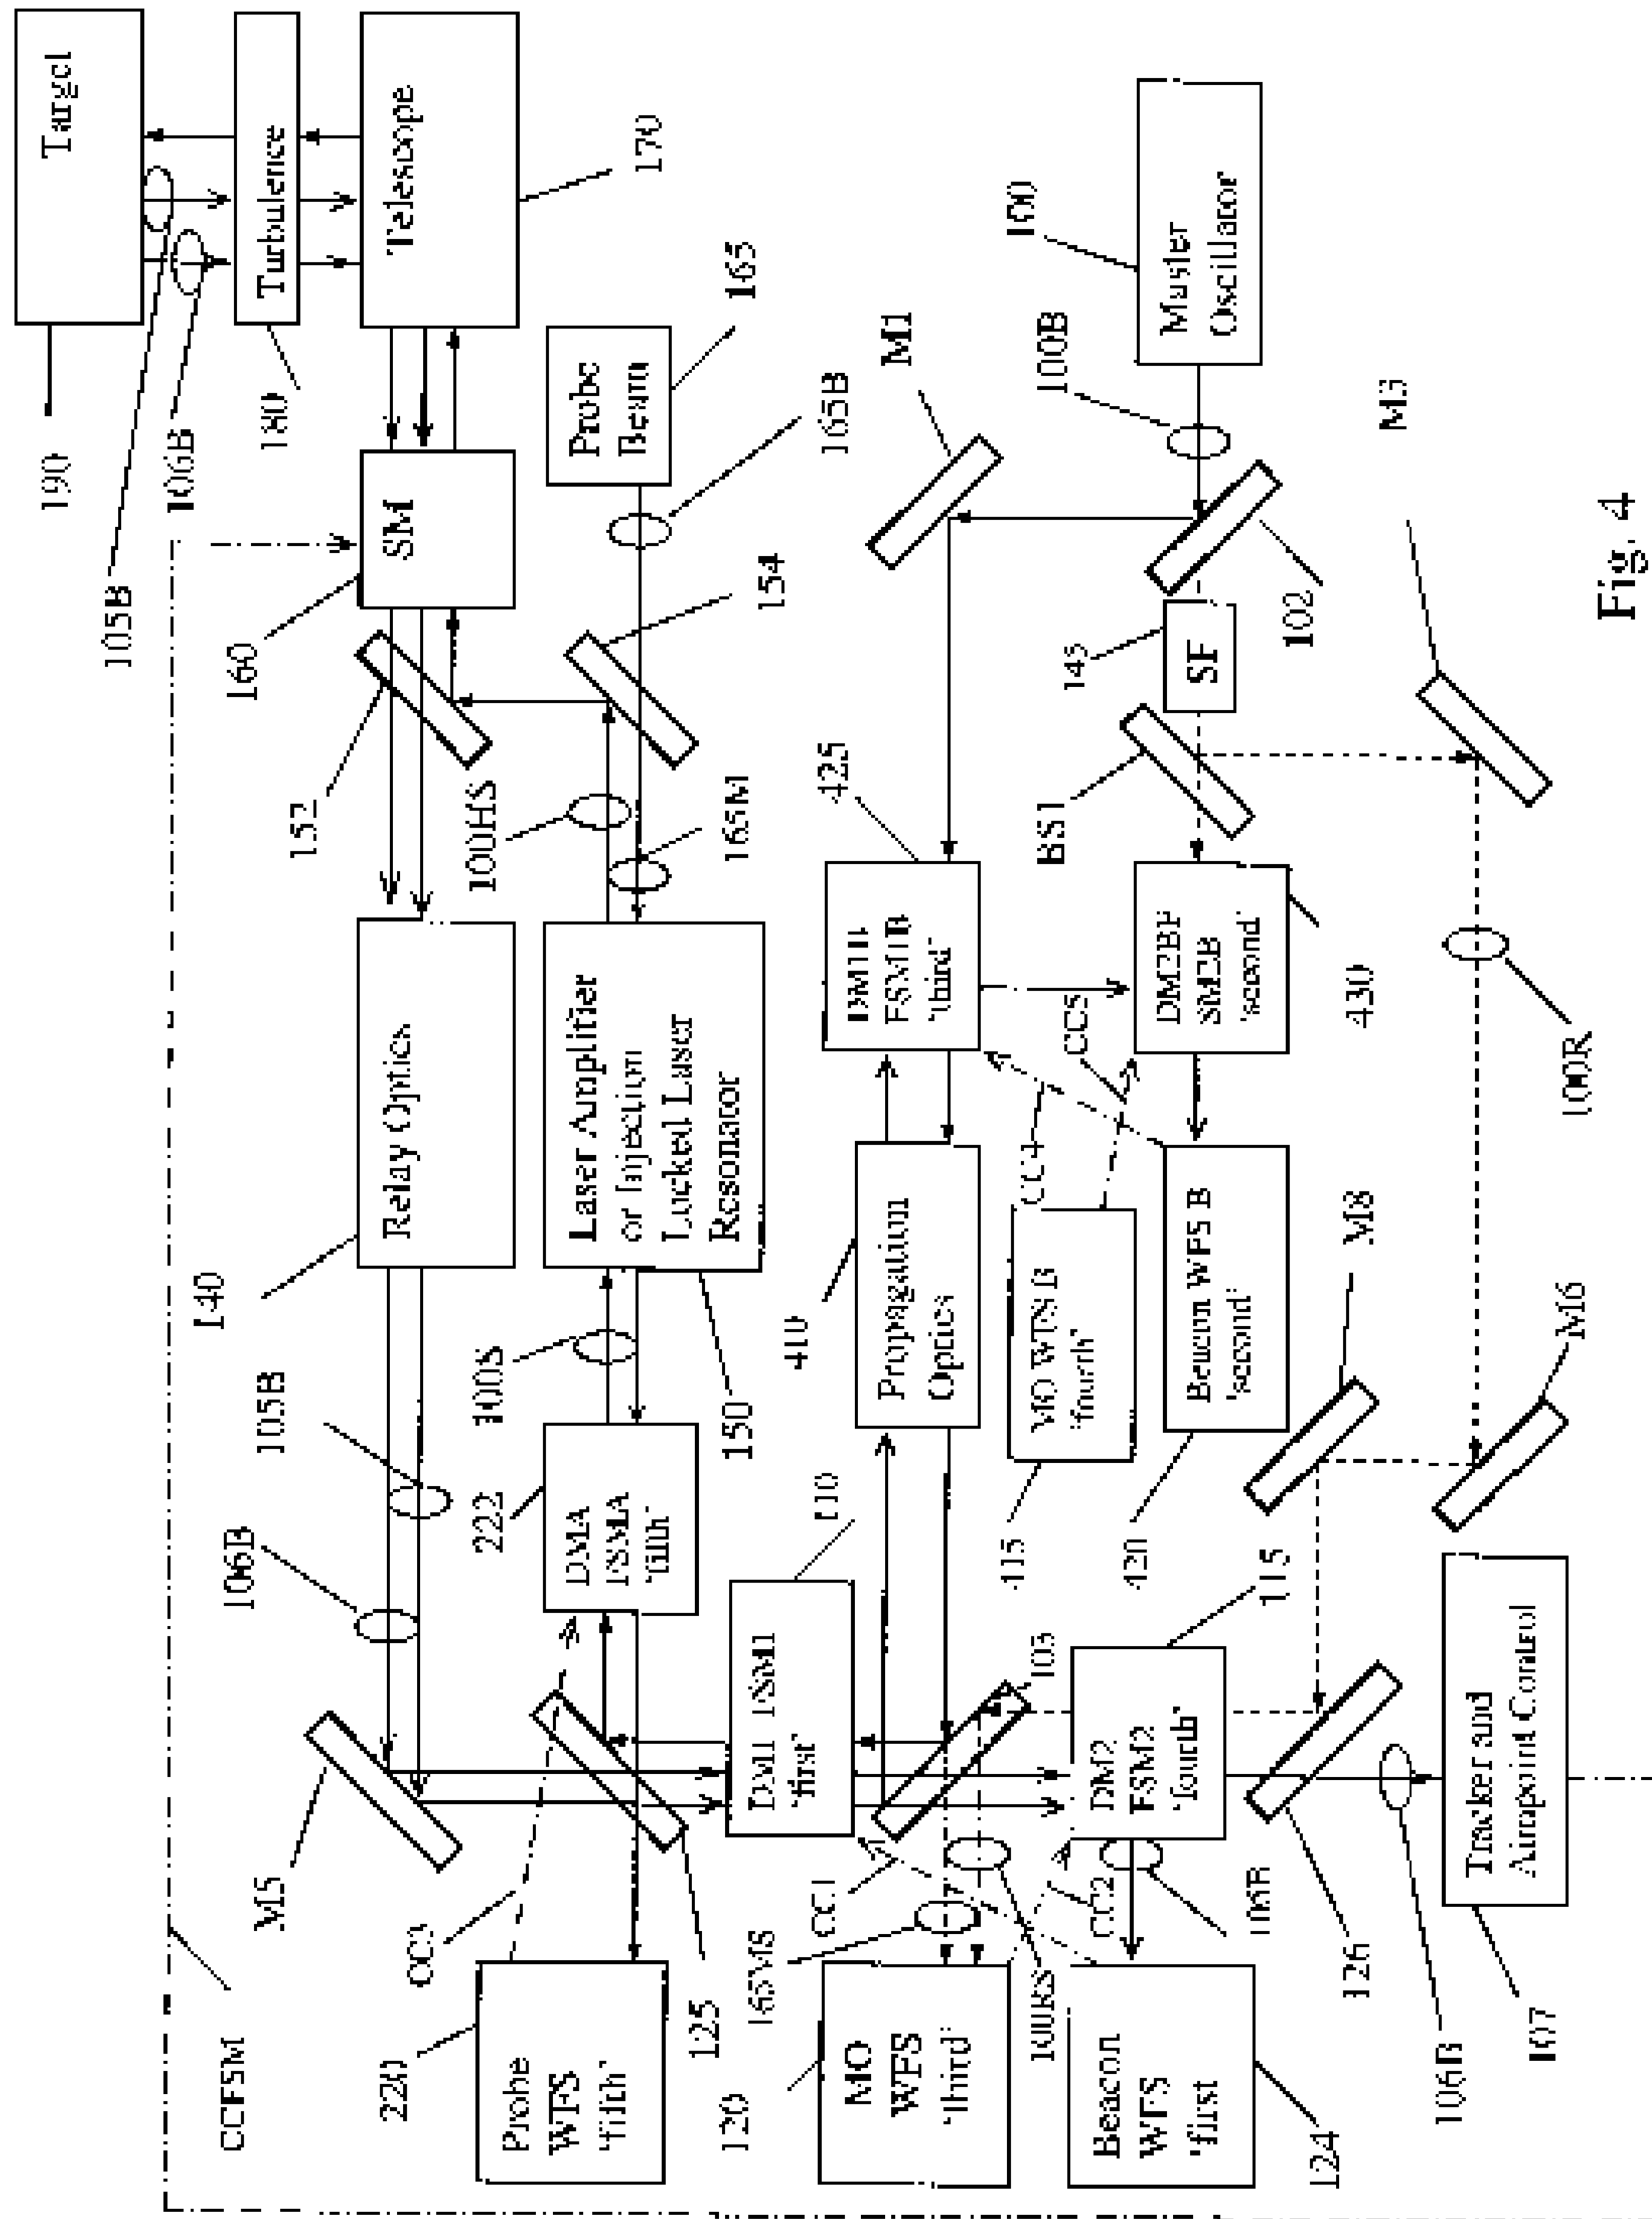 CCFSM
M5
106B
105B
140
Relay Optics
152
160
SM
105B
106B
190
Target
180
Turbulence
Telescope
170
220
Probe
WFS
'fifth'
125
222
DMA
FSMA
'fifth'
100S
150
Laser Amplifier
or Injection
Locked Laser
Resonator
100HS
165M
154
165B
Probe
Beam
165
120
MO
WFS
'third'
165MS
CC1
DM1 FSM1
'first'
110
410
Propagation
Optics
425
'third'
M1
100RS
103
415
MO WFS B
'fourth'
CC4
CC5
Beacon
WFS
'first
124
CC2
106B
DM2
FSM2
'fourth'
115
420
Beacon WFS B
'second'
SM2B
'second'
430
BS1
145
SF
102
100B
Master
Oscillator
100
126
106B
107
Tracker and
Aimpoint Control
M8
M6
100R
Fig. 4